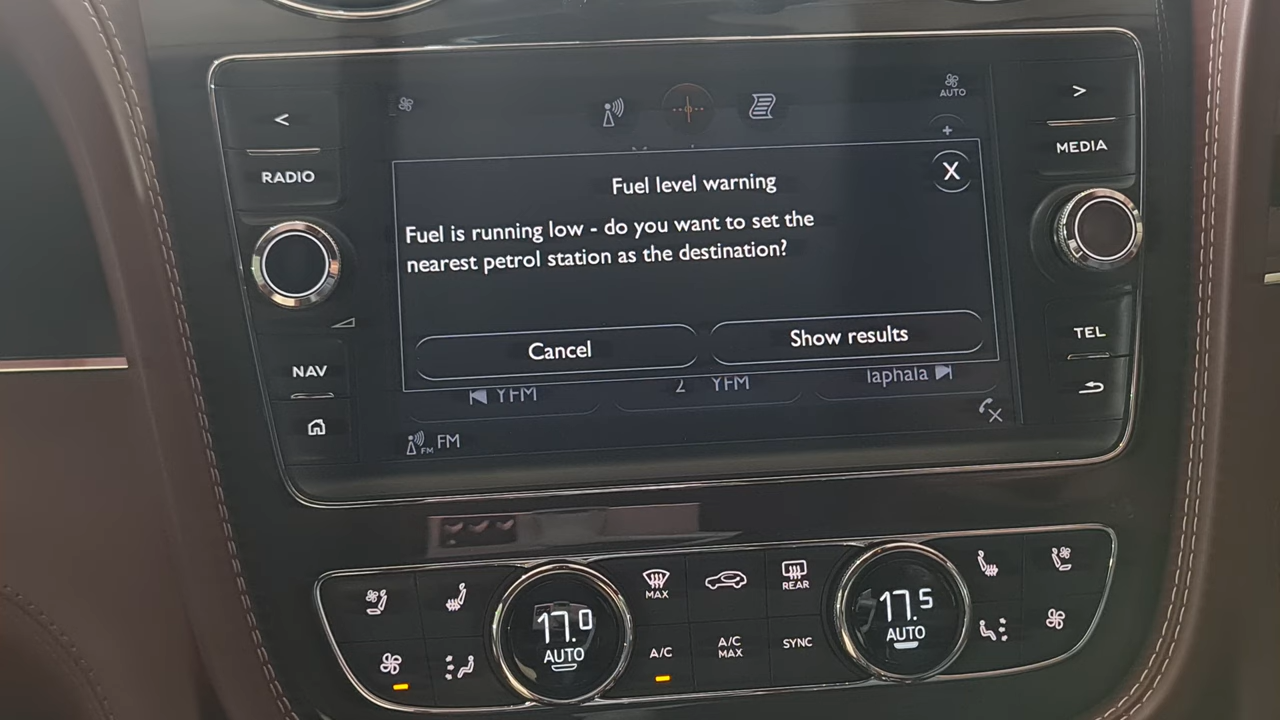 <
RADIO
NAV
AUTO
+
X
Fuel level warning
Fuel is running low - do you want to set the
nearest petrol station as the destination?
Cancel
Show results
YFM
2 YFM
FM FM
>
MEDIA
TEL
17.0
AUTO
MAX
REAR
A/C
A/C
MAX
SYNC
17.5
AUTO